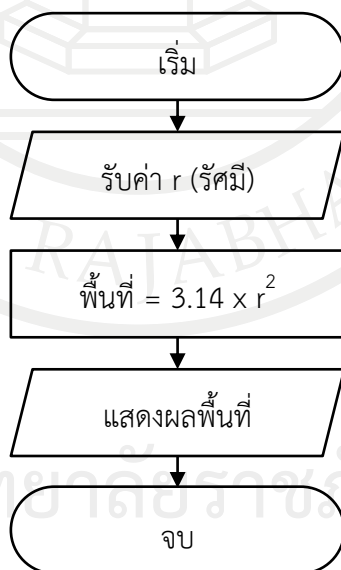 เริ่ม
รับค่า r (รัศมี)
RAJABHA
พื้นที่ = 3.14 x r²
แสดงผลพื้นที่
จบ